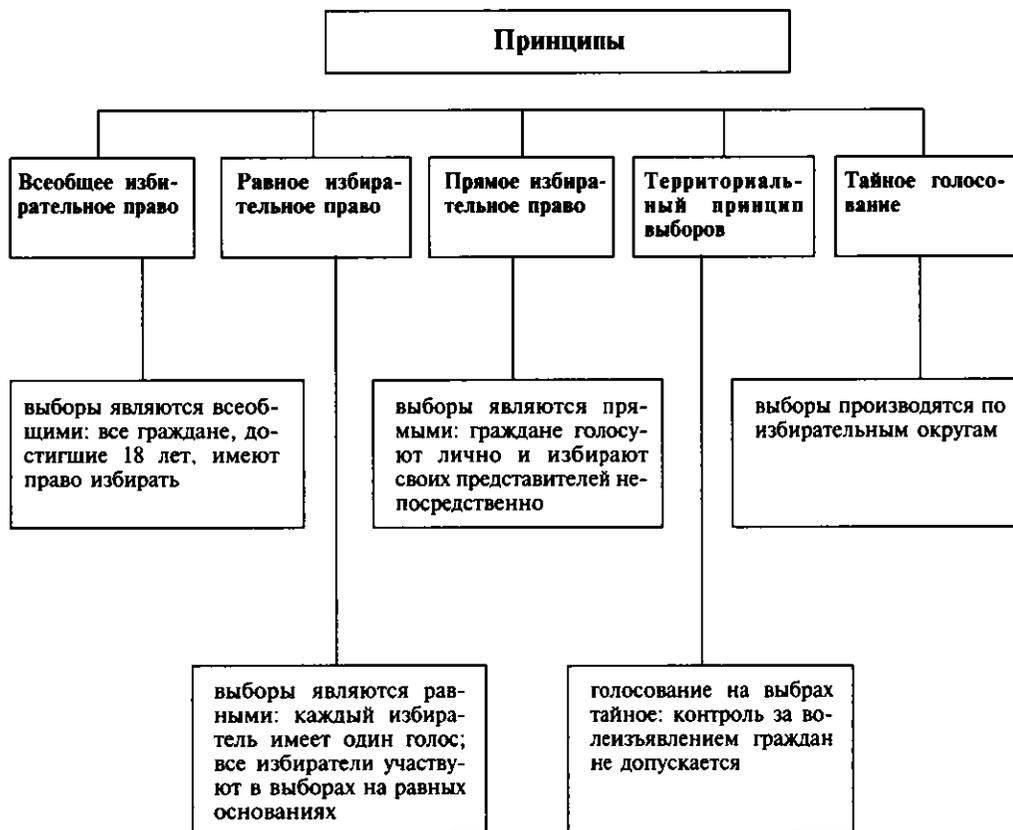 Принципы
Всеобщее изби-
рательное право
Равное избира-
тельное право
Прямое избира-
тельное право
Территориаль-
ный принцип
выборов
Тайное голосо-
вание
выборы являются всеоб-
щими: все граждане, до-
стигшие 18 лет, имеют
право избирать
выборы являются пря-
мыми: граждане голосу-
ют лично и избирают
своих представителей не-
посредственно
выборы производятся по
избирательным округам
выборы являются рав-
ными: каждый избира-
тель имеет один голос;
все избиратели участву-
ют в выборах на равных
основаниях
голосование на выбрах
тайное: контроль за во-
леизъявлением граждан
не допускается